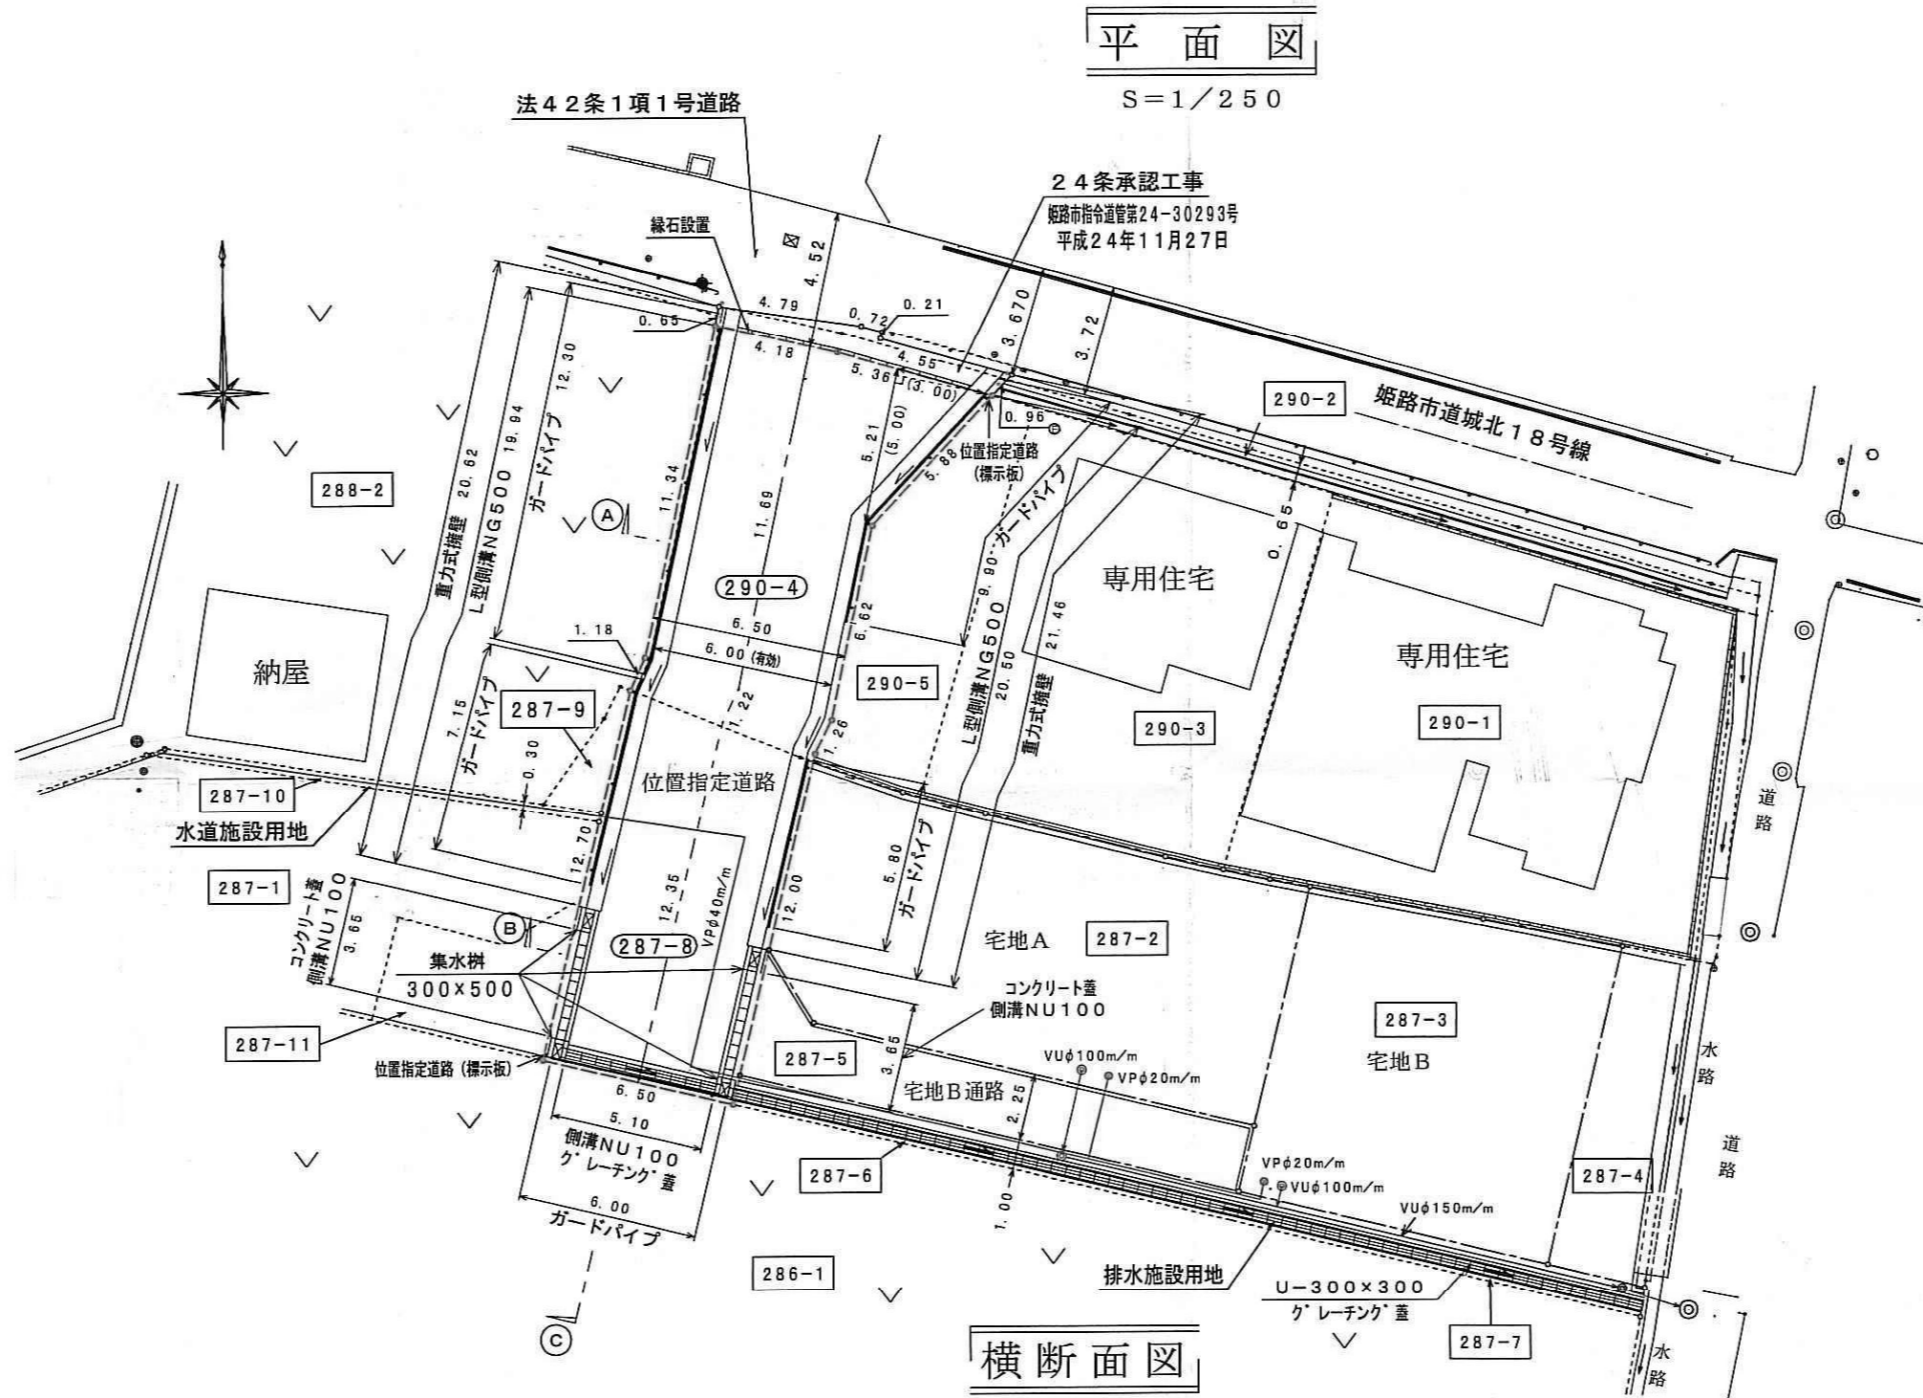 平面図
S=1/250
法42条1項1号道路
24条承認工事
姫路市指令道管第24-30293号
平成24年11月27日
縁石設置
4.52
4.79
0.72
0.21
0.65
4.18
4.55
5.36
(3.00)
3.670
3.72
0.96
290-2
姫路市道城北18号線
位置指定道路
(標示板)
5.21
(5.00)
5.88
ガードパイプ
12.30
L型側溝NG500 19.94
重力式擁壁 20.62
288-2
A
11.34
11.69
290-4
6.50
6.00(有効)
6.62
1.18
0.65
専用住宅
専用住宅
ガードパイプ
9.90
L型側溝NG500
20.50
重力式擁壁
21.46
290-5
290-3
290-1
納屋
287-9
7.15
ガードパイプ
0.30
1.22
1.26
位置指定道路
287-10
水道施設用地
287-1
12.70
12.35
VPφ40m/m
12.00
5.80
ガードパイプ
道路
コンクリート蓋
側溝NU100
3.65
B
集水桝
300×500
287-8
宅地A
287-2
コンクリート蓋
側溝NU100
287-3
宅地B
287-11
位置指定道路(標示板)
287-5
3.65
宅地B通路
2.25
VUφ100m/m
VPφ20m/m
水路
道路
6.50
5.10
側溝NU100
グレーチング蓋
6.00
ガードパイプ
287-6
1.00
VPφ20m/m
VUφ100m/m
VUφ150m/m
287-4
286-1
排水施設用地
U-300×300
グレーチング蓋
287-7
水路
C
横断面図